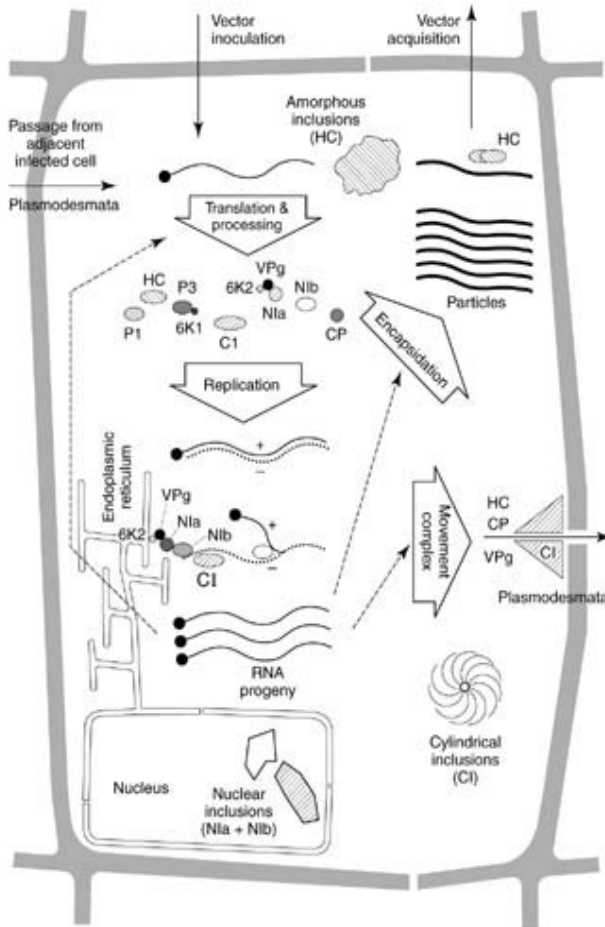 Vector
inoculation
Vector
acquisition
Passage from
adjacent
infected cell
Plasmodesmata
Amorphous
inclusions
(HC)
HC
Translation &
processing
Particles
HC
P3
6K2
VPg
NIb
P1
6K1
C1
NIa
CP
Encapsidation
Replication
+
−
Endoplasmic
reticulum
VPg
6K2
NIa
NIb
CI
+
−
Movement
complex
HC
CP
VPg
CI
Plasmodesmata
RNA
progeny
Cylindrical
inclusions
(CI)
Nucleus
Nuclear
inclusions
(NIa + NIb)